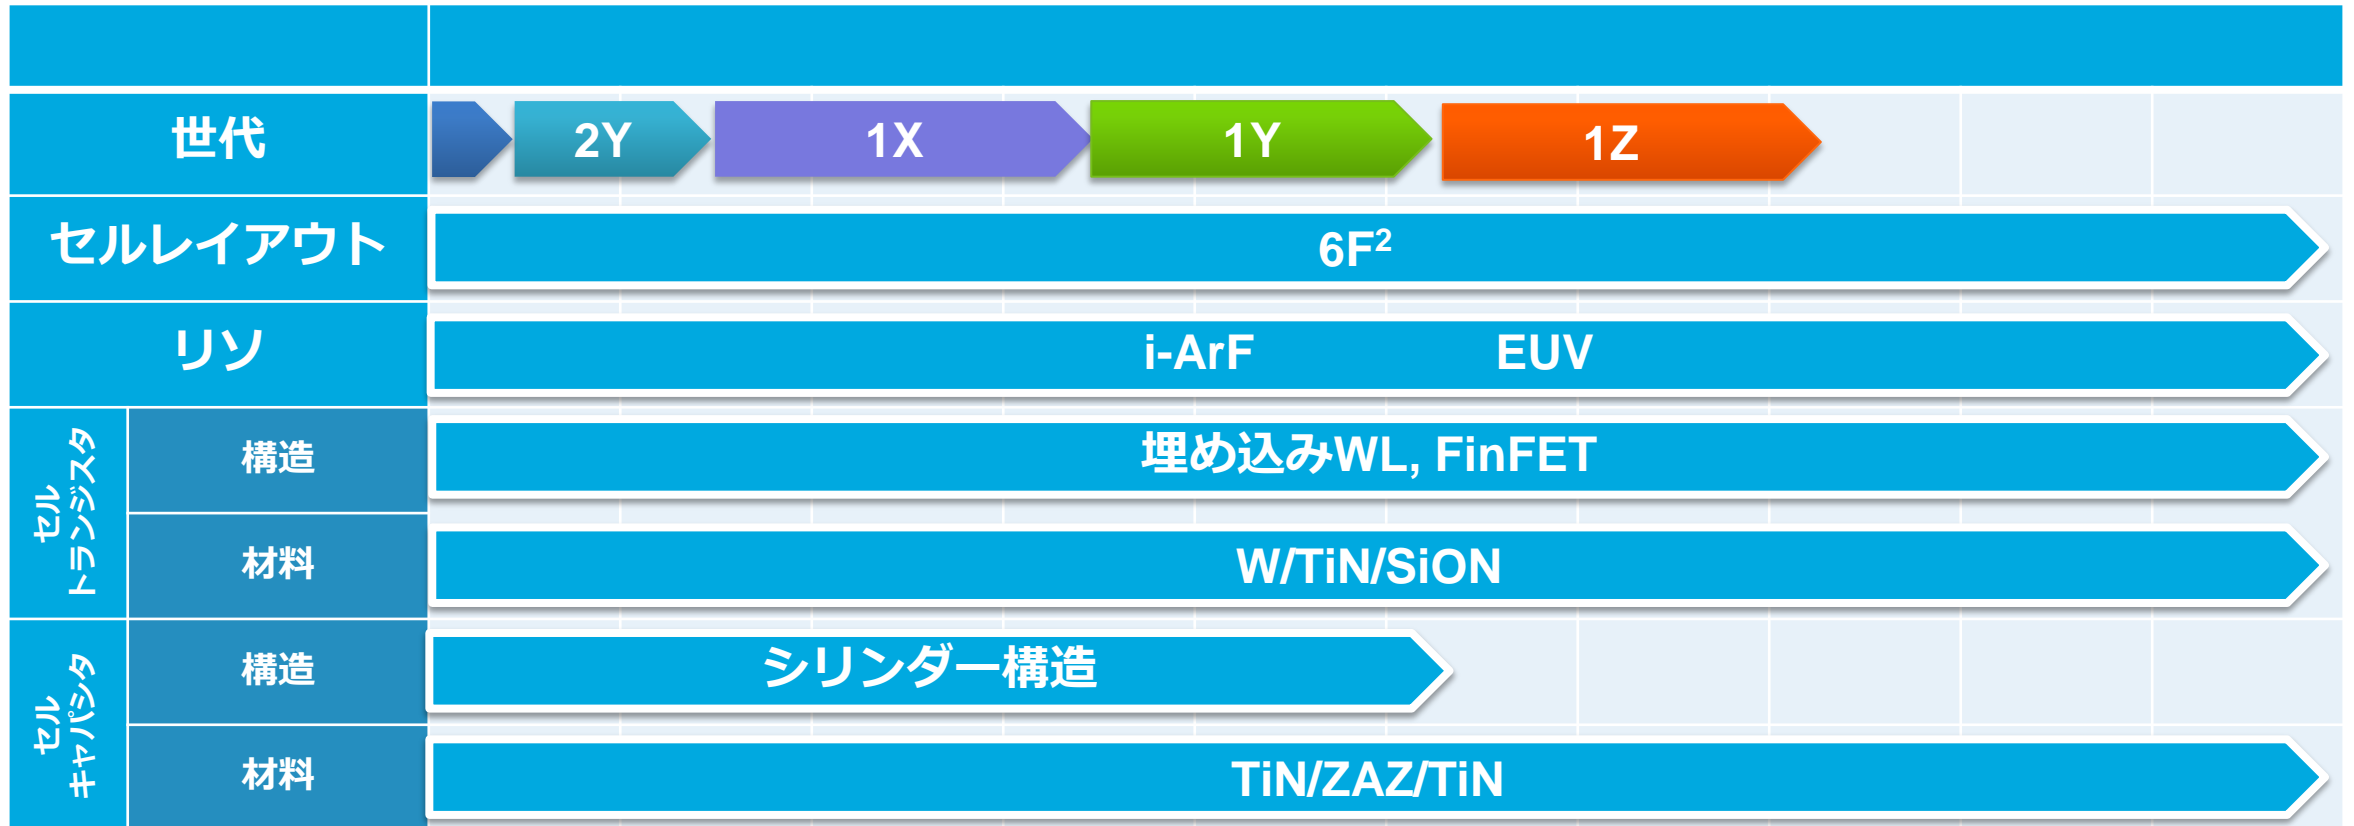 世代
2Y
1X
1Y
1Z
セルレイアウト
6F²
リソ
i-ArF
EUV
セル
トランジスタ
構造
埋め込みWL, FinFET
材料
W/TiN/SiON
セル
キャパシタ
構造
シリンダー構造
材料
TiN/ZAZ/TiN